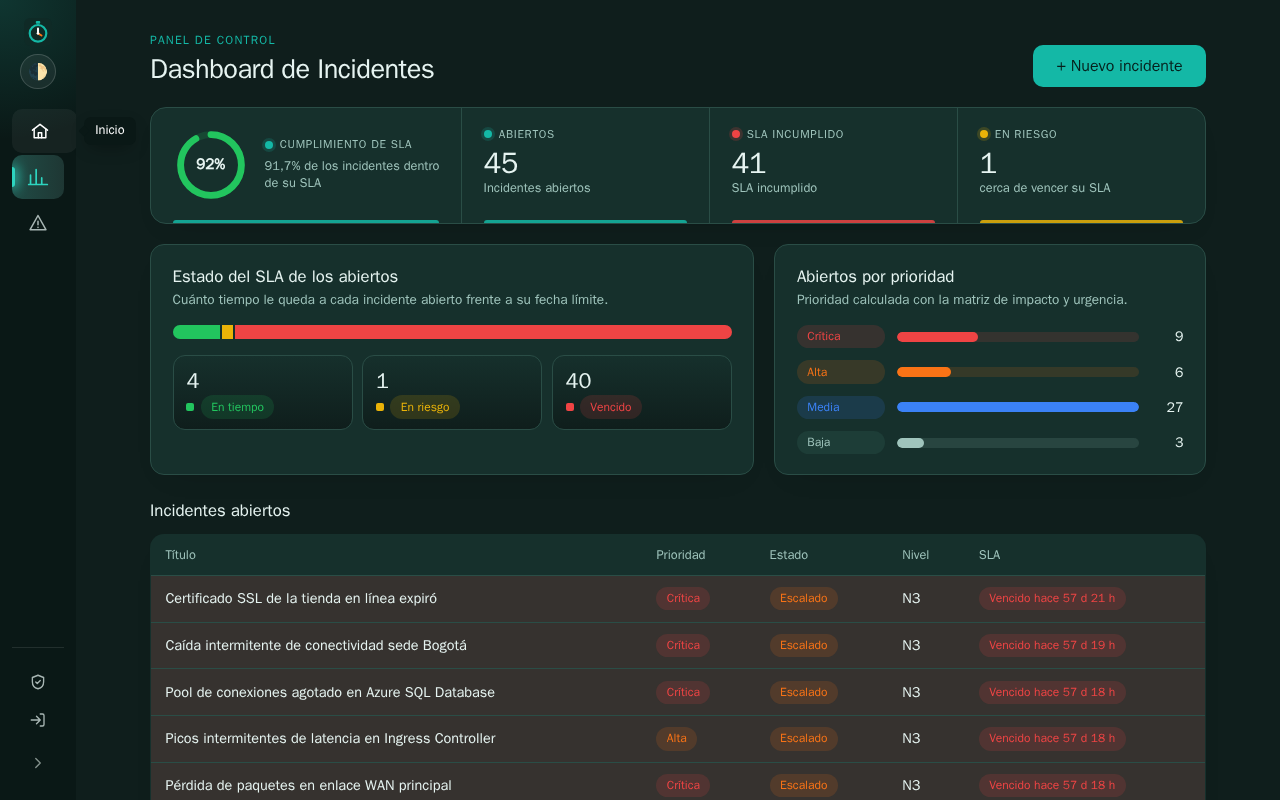 PANEL DE CONTROL
Dashboard de Incidentes
+ Nuevo incidente
Inicio
92%
CUMPLIMIENTO DE SLA
91,7% de los incidentes dentro
de su SLA
ABIERTOS
45
Incidentes abiertos
SLA INCUMPLIDO
41
SLA incumplido
EN RIESGO
1
cerca de vencer su SLA
Estado del SLA de los abiertos
Cuánto tiempo le queda a cada incidente abierto frente a su fecha límite.
4
En tiempo
1
En riesgo
40
Vencido
Abiertos por prioridad
Prioridad calculada con la matriz de impacto y urgencia.
Crítica 9
Alta 6
Media 27
Baja 3
Incidentes abiertos
Título Prioridad Estado Nivel SLA
Certificado SSL de la tienda en línea expiró Crítica Escalado N3 Vencido hace 57 d 21 h
Caída intermitente de conectividad sede Bogotá Crítica Escalado N3 Vencido hace 57 d 19 h
Pool de conexiones agotado en Azure SQL Database Crítica Escalado N3 Vencido hace 57 d 18 h
Picos intermitentes de latencia en Ingress Controller Alta Escalado N3 Vencido hace 57 d 18 h
Pérdida de paquetes en enlace WAN principal Crítica Escalado N3 Vencido hace 57 d 18 h